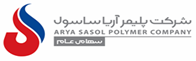 شرکت پلیمر آریا ساسول
ARYA SASOL POLYMER COMPANY
سهامی عام